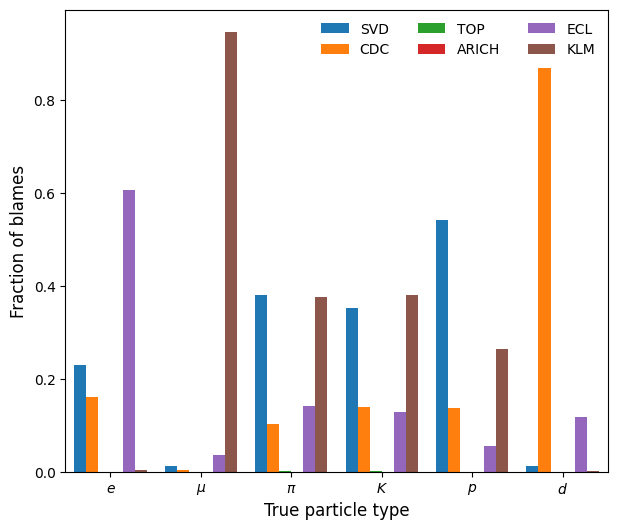 SVD TOP ECL
CDC ARICH KLM
Fraction of blames
0.8
0.6
0.4
0.2
0.0
e μ π K p d
True particle type